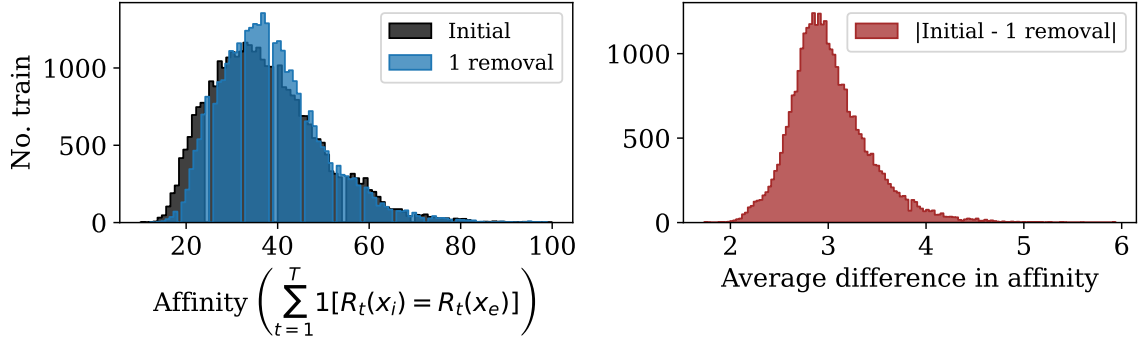 No. train
1000
500
0
20
40
60
80
100
Initial
1 removal
Affinity (∑_{t=1}^{T} 1[R_t(x_i) = R_t(x_e)])
1000
500
0
2
3
4
5
6
|Initial - 1 removal|
Average difference in affinity